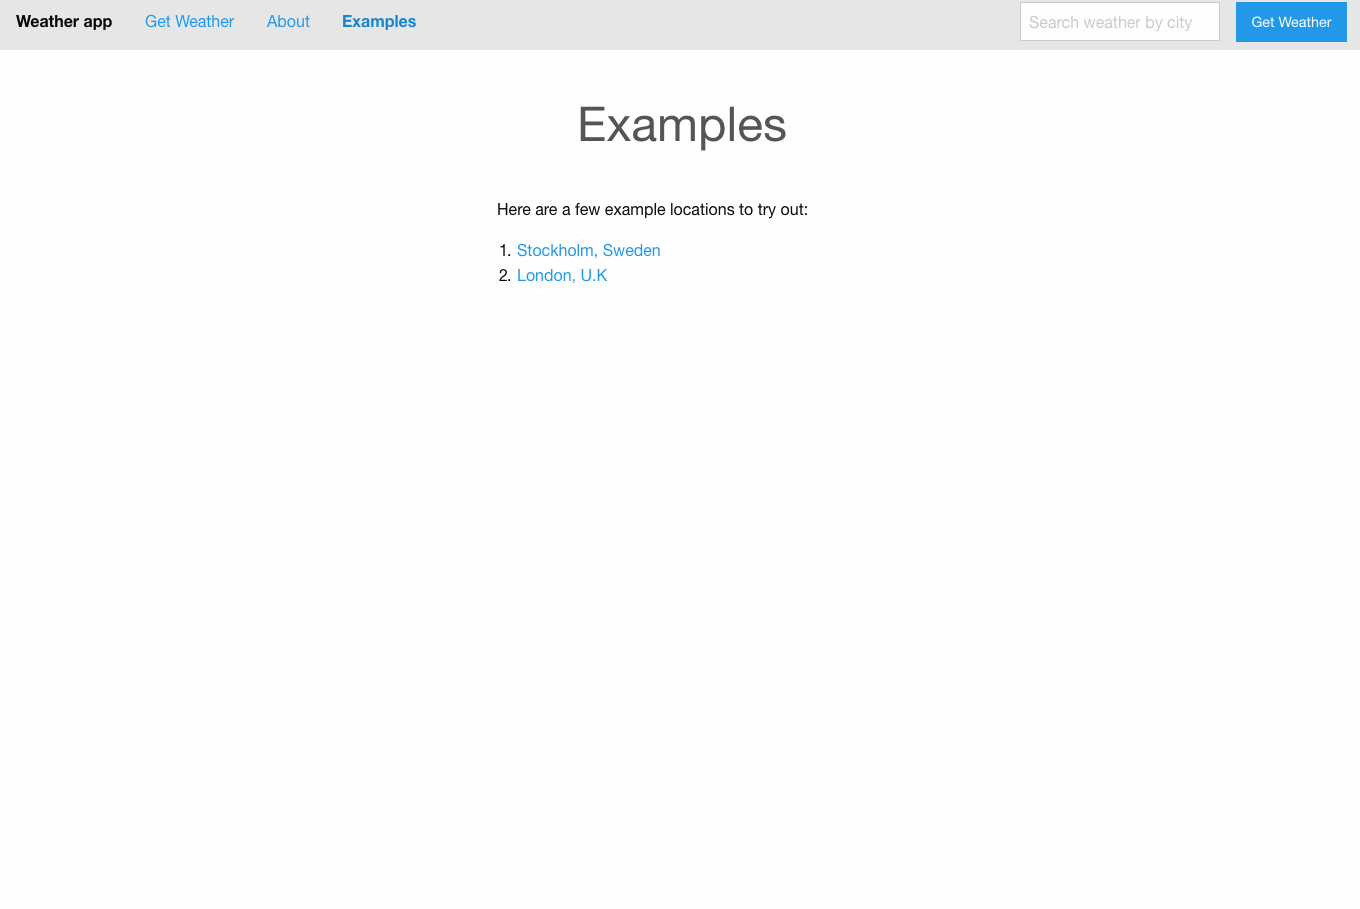 Weather app Get Weather About Examples Search weather by city Get Weather
Examples
Here are a few example locations to try out:
1. Stockholm, Sweden
2. London, U.K